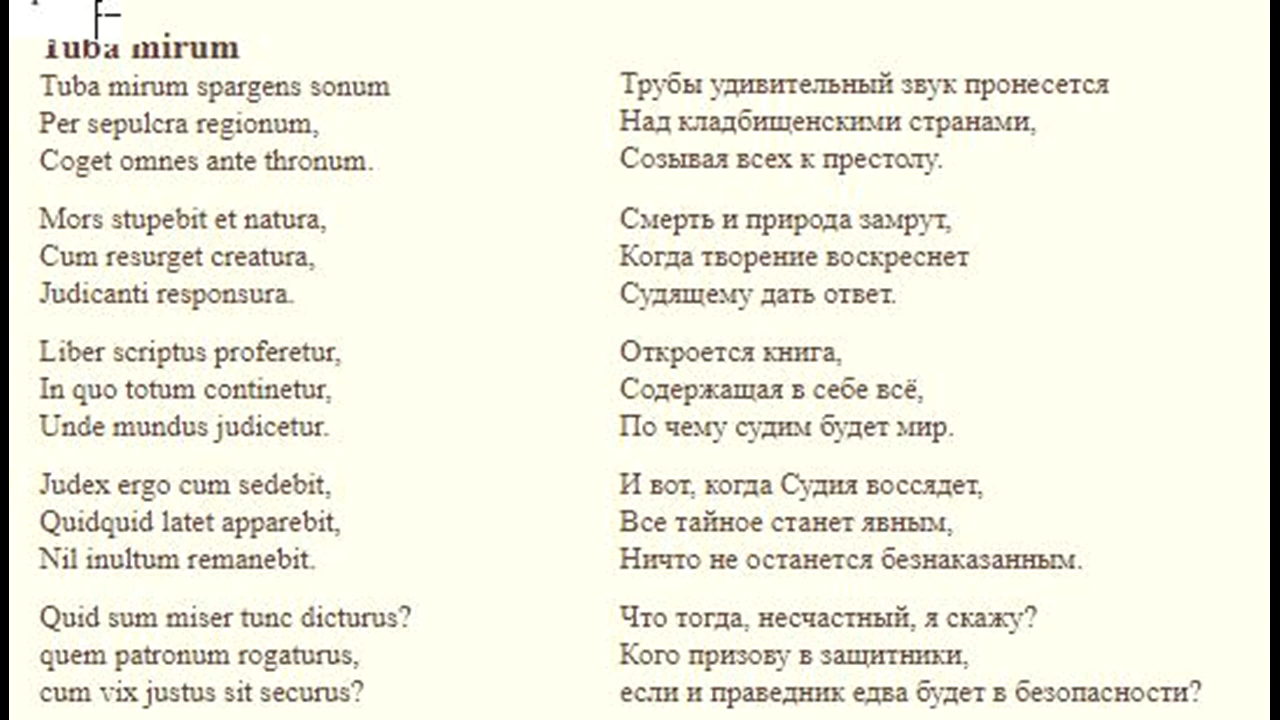 Tuba mirum
Tuba mirum spargens sonum
Per sepulcra regionum,
Coget omnes ante thronum.
Mors stupebit et natura,
Cum resurget creatura,
Judicanti responsura.
Liber scriptus proferetur,
In quo totum continetur,
Unde mundus judicetur.
Judex ergo cum sedebit,
Quidquid latet apparebit,
Nil inultum remanebit.
Quid sum miser tunc dicturus?
quem patronum rogaturus,
cum vix justus sit securus?
Трубы удивительный звук пронесется
Над кладбищенскими странами,
Созывая всех к престолу.
Смерть и природа замрут,
Когда творение воскреснет
Судящему дать ответ.
Откроется книга,
Содержащая в себе всё,
По чему судим будет мир.
И вот, когда Судия воссядет,
Все тайное станет явным,
Ничто не останется безнаказанным.
Что тогда, несчастный, я скажу?
Кого призову в защитники,
если и праведник едва будет в безопасности?